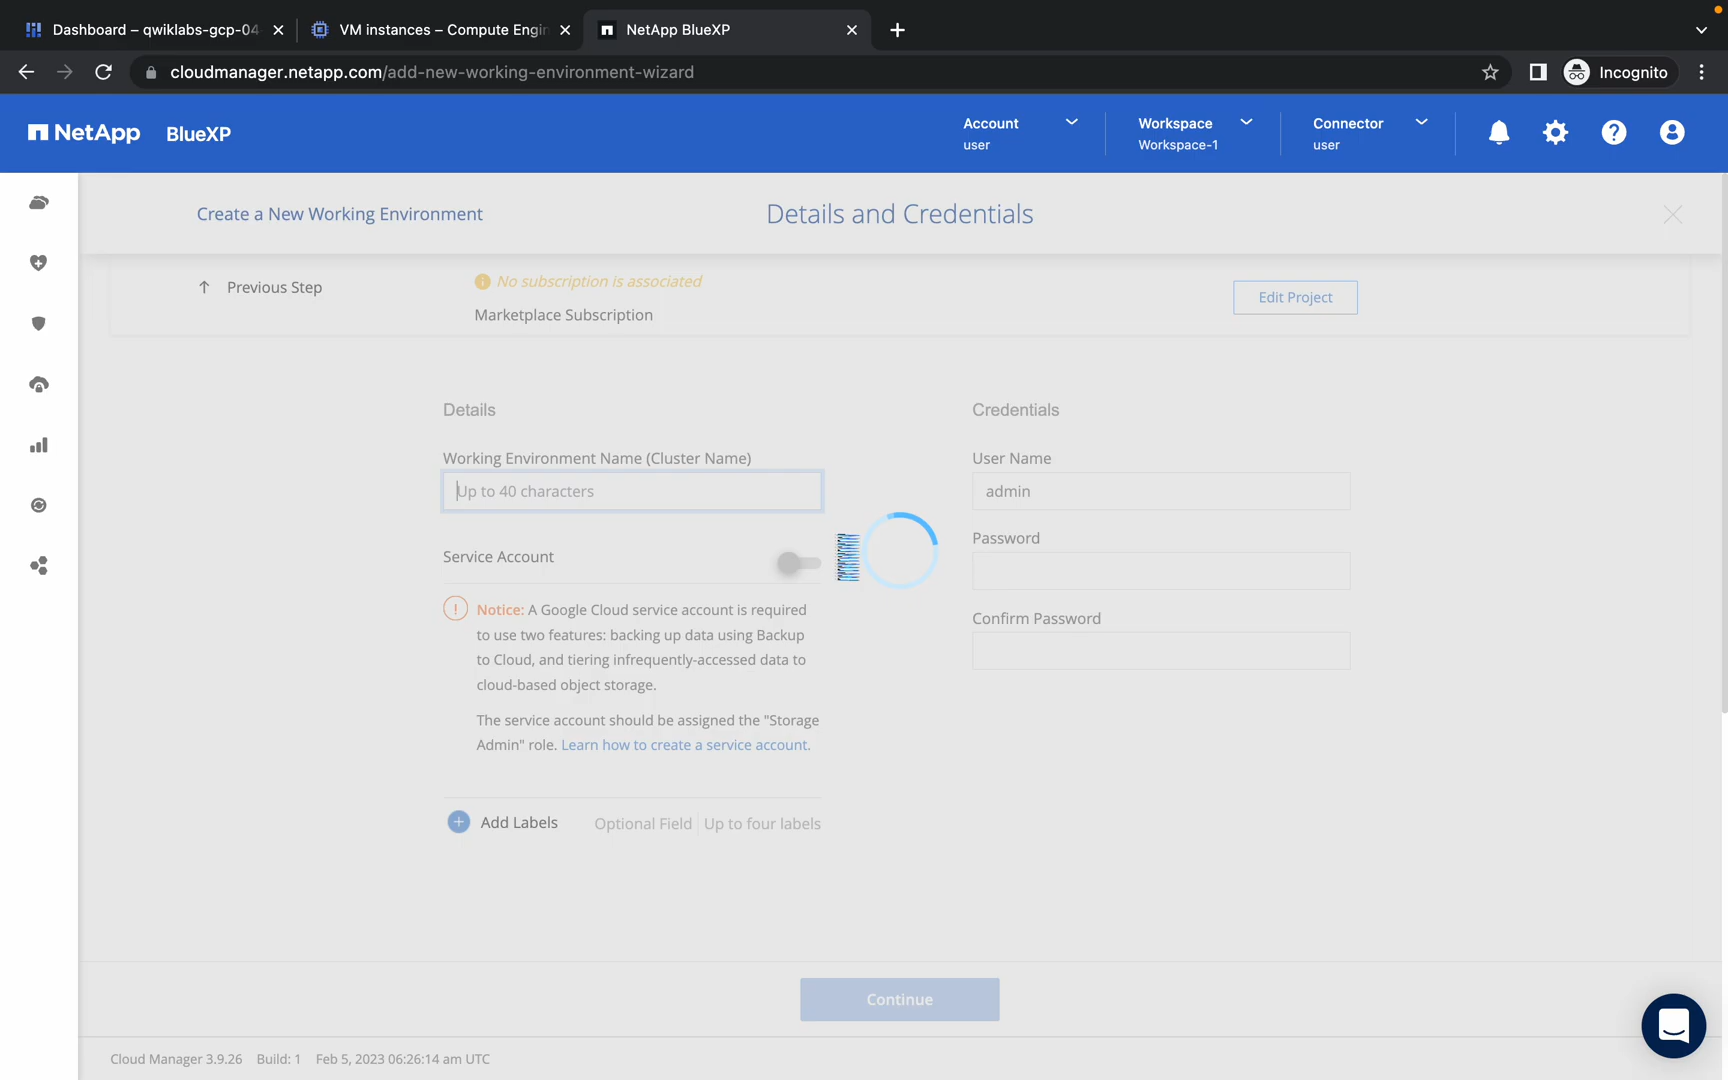 Dashboard – qwiklabs-gcp-04
VM instances – Compute Engin
NetApp BlueXP
cloudmanager.netapp.com/add-new-working-environment-wizard
Incognito
NetApp BlueXP
Account
user
Workspace
Workspace-1
Connector
user
Create a New Working Environment
Details and Credentials
Previous Step
No subscription is associated
Marketplace Subscription
Edit Project
Details
Working Environment Name (Cluster Name)
Up to 40 characters
Service Account
Notice: A Google Cloud service account is required
to use two features: backing up data using Backup
to Cloud, and tiering infrequently-accessed data to
cloud-based object storage.
The service account should be assigned the "Storage
Admin" role. Learn how to create a service account.
Add Labels
Optional Field
Up to four labels
Credentials
User Name
admin
Password
Confirm Password
Continue
Cloud Manager 3.9.26 Build: 1 Feb 5, 2023 06:26:14 am UTC